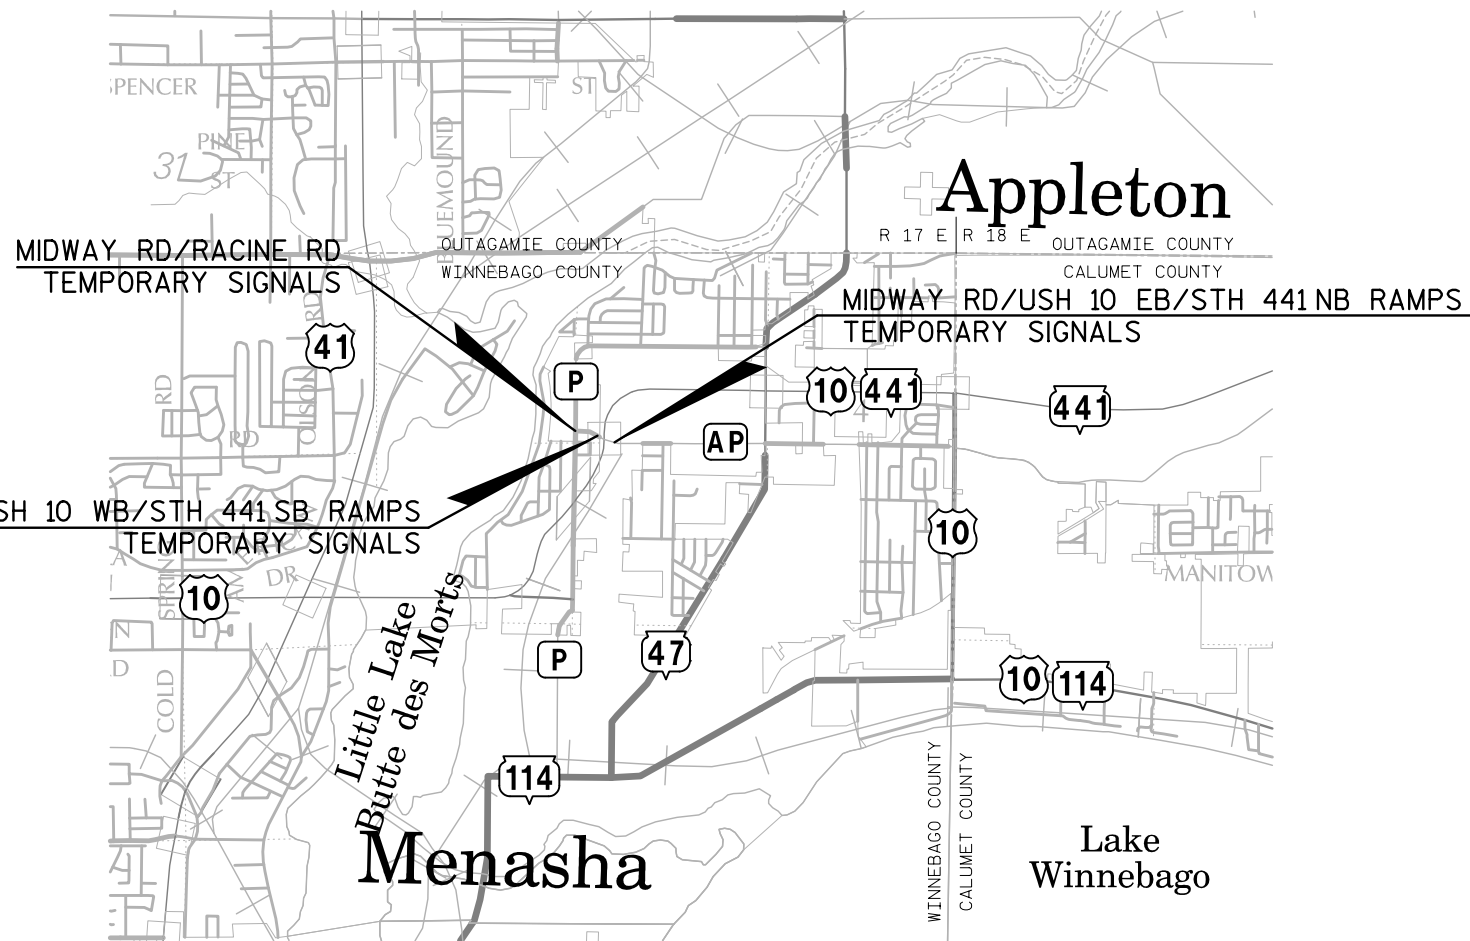 SPENCER
ST
PINE
ST
31
BLUEMOUND
Appleton
R 17 E R 18 E
OUTAGAMIE COUNTY
WINNEBAGO COUNTY
OUTAGAMIE COUNTY
CALUMET COUNTY
MIDWAY RD/RACINE RD
TEMPORARY SIGNALS
MIDWAY RD/USH 10 EB/STH 441 NB RAMPS
TEMPORARY SIGNALS
RD
41
P
10
441
441
4
RD
OLSON
RD
AP
SH 10 WB/STH 441 SB RAMPS
TEMPORARY SIGNALS
10
MANITOW
DR
SPRING
10
N
D
P
47
10
114
COLD
Little Lake
Butte des Morts
114
WINNEBAGO COUNTY
CALUMET COUNTY
Menasha
Lake
Winnebago